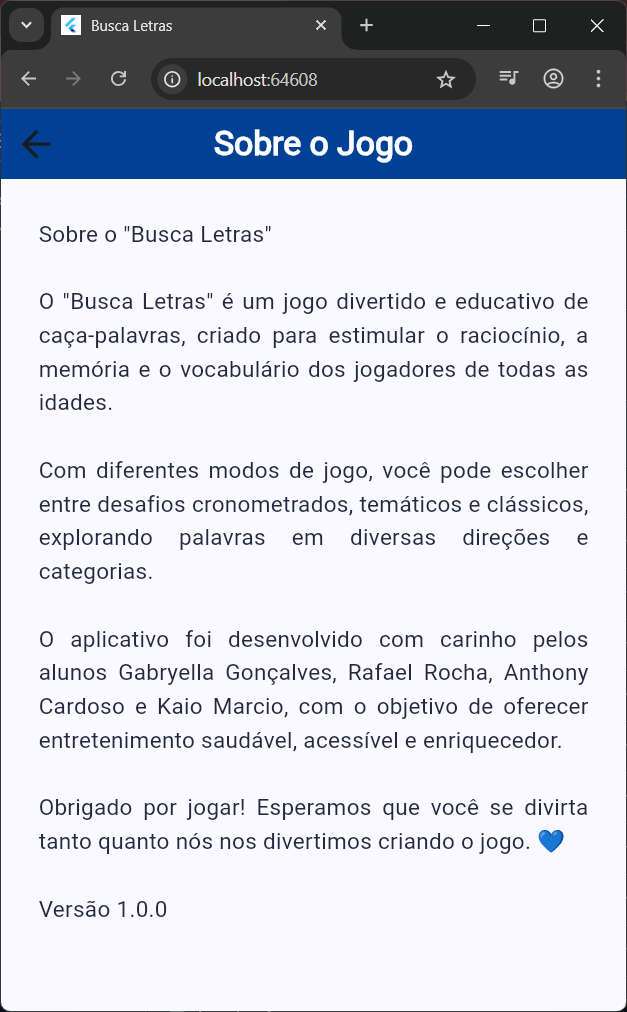 Busca Letras
localhost:64608
Sobre o Jogo
Sobre o "Busca Letras"
O "Busca Letras" é um jogo divertido e educativo de
caça-palavras, criado para estimular o raciocínio, a
memória e o vocabulário dos jogadores de todas as
idades.
Com diferentes modos de jogo, você pode escolher
entre desafios cronometrados, temáticos e clássicos,
explorando palavras em diversas direções e
categorias.
O aplicativo foi desenvolvido com carinho pelos
alunos Gabryella Gonçalves, Rafael Rocha, Anthony
Cardoso e Kaio Marcio, com o objetivo de oferecer
entretenimento saudável, acessível e enriquecedor.
Obrigado por jogar! Esperamos que você se divirta
tanto quanto nós nos divertimos criando o jogo. 💙
Versão 1.0.0